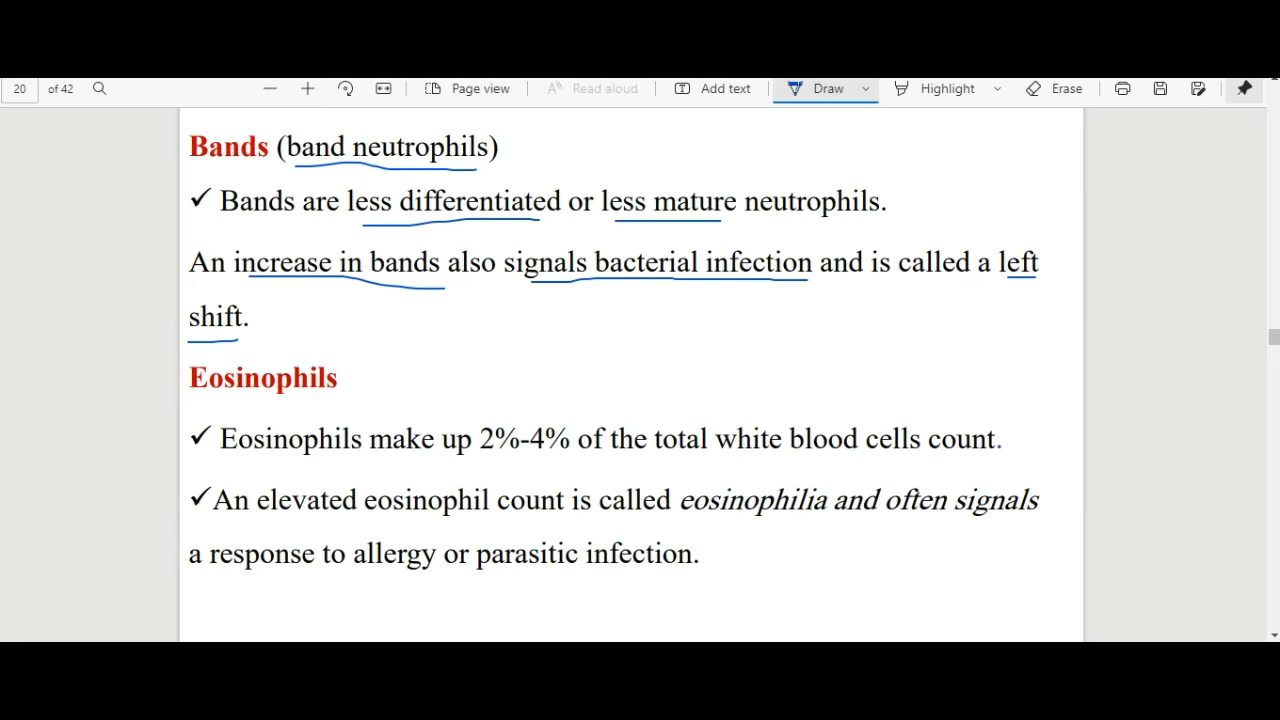 20 of 42 Page view Read aloud Add text Draw Highlight Erase
Bands (band neutrophils)
✓ Bands are less differentiated or less mature neutrophils.
An increase in bands also signals bacterial infection and is called a left
shift.
Eosinophils
✓ Eosinophils make up 2%-4% of the total white blood cells count.
✓An elevated eosinophil count is called eosinophilia and often signals
a response to allergy or parasitic infection.